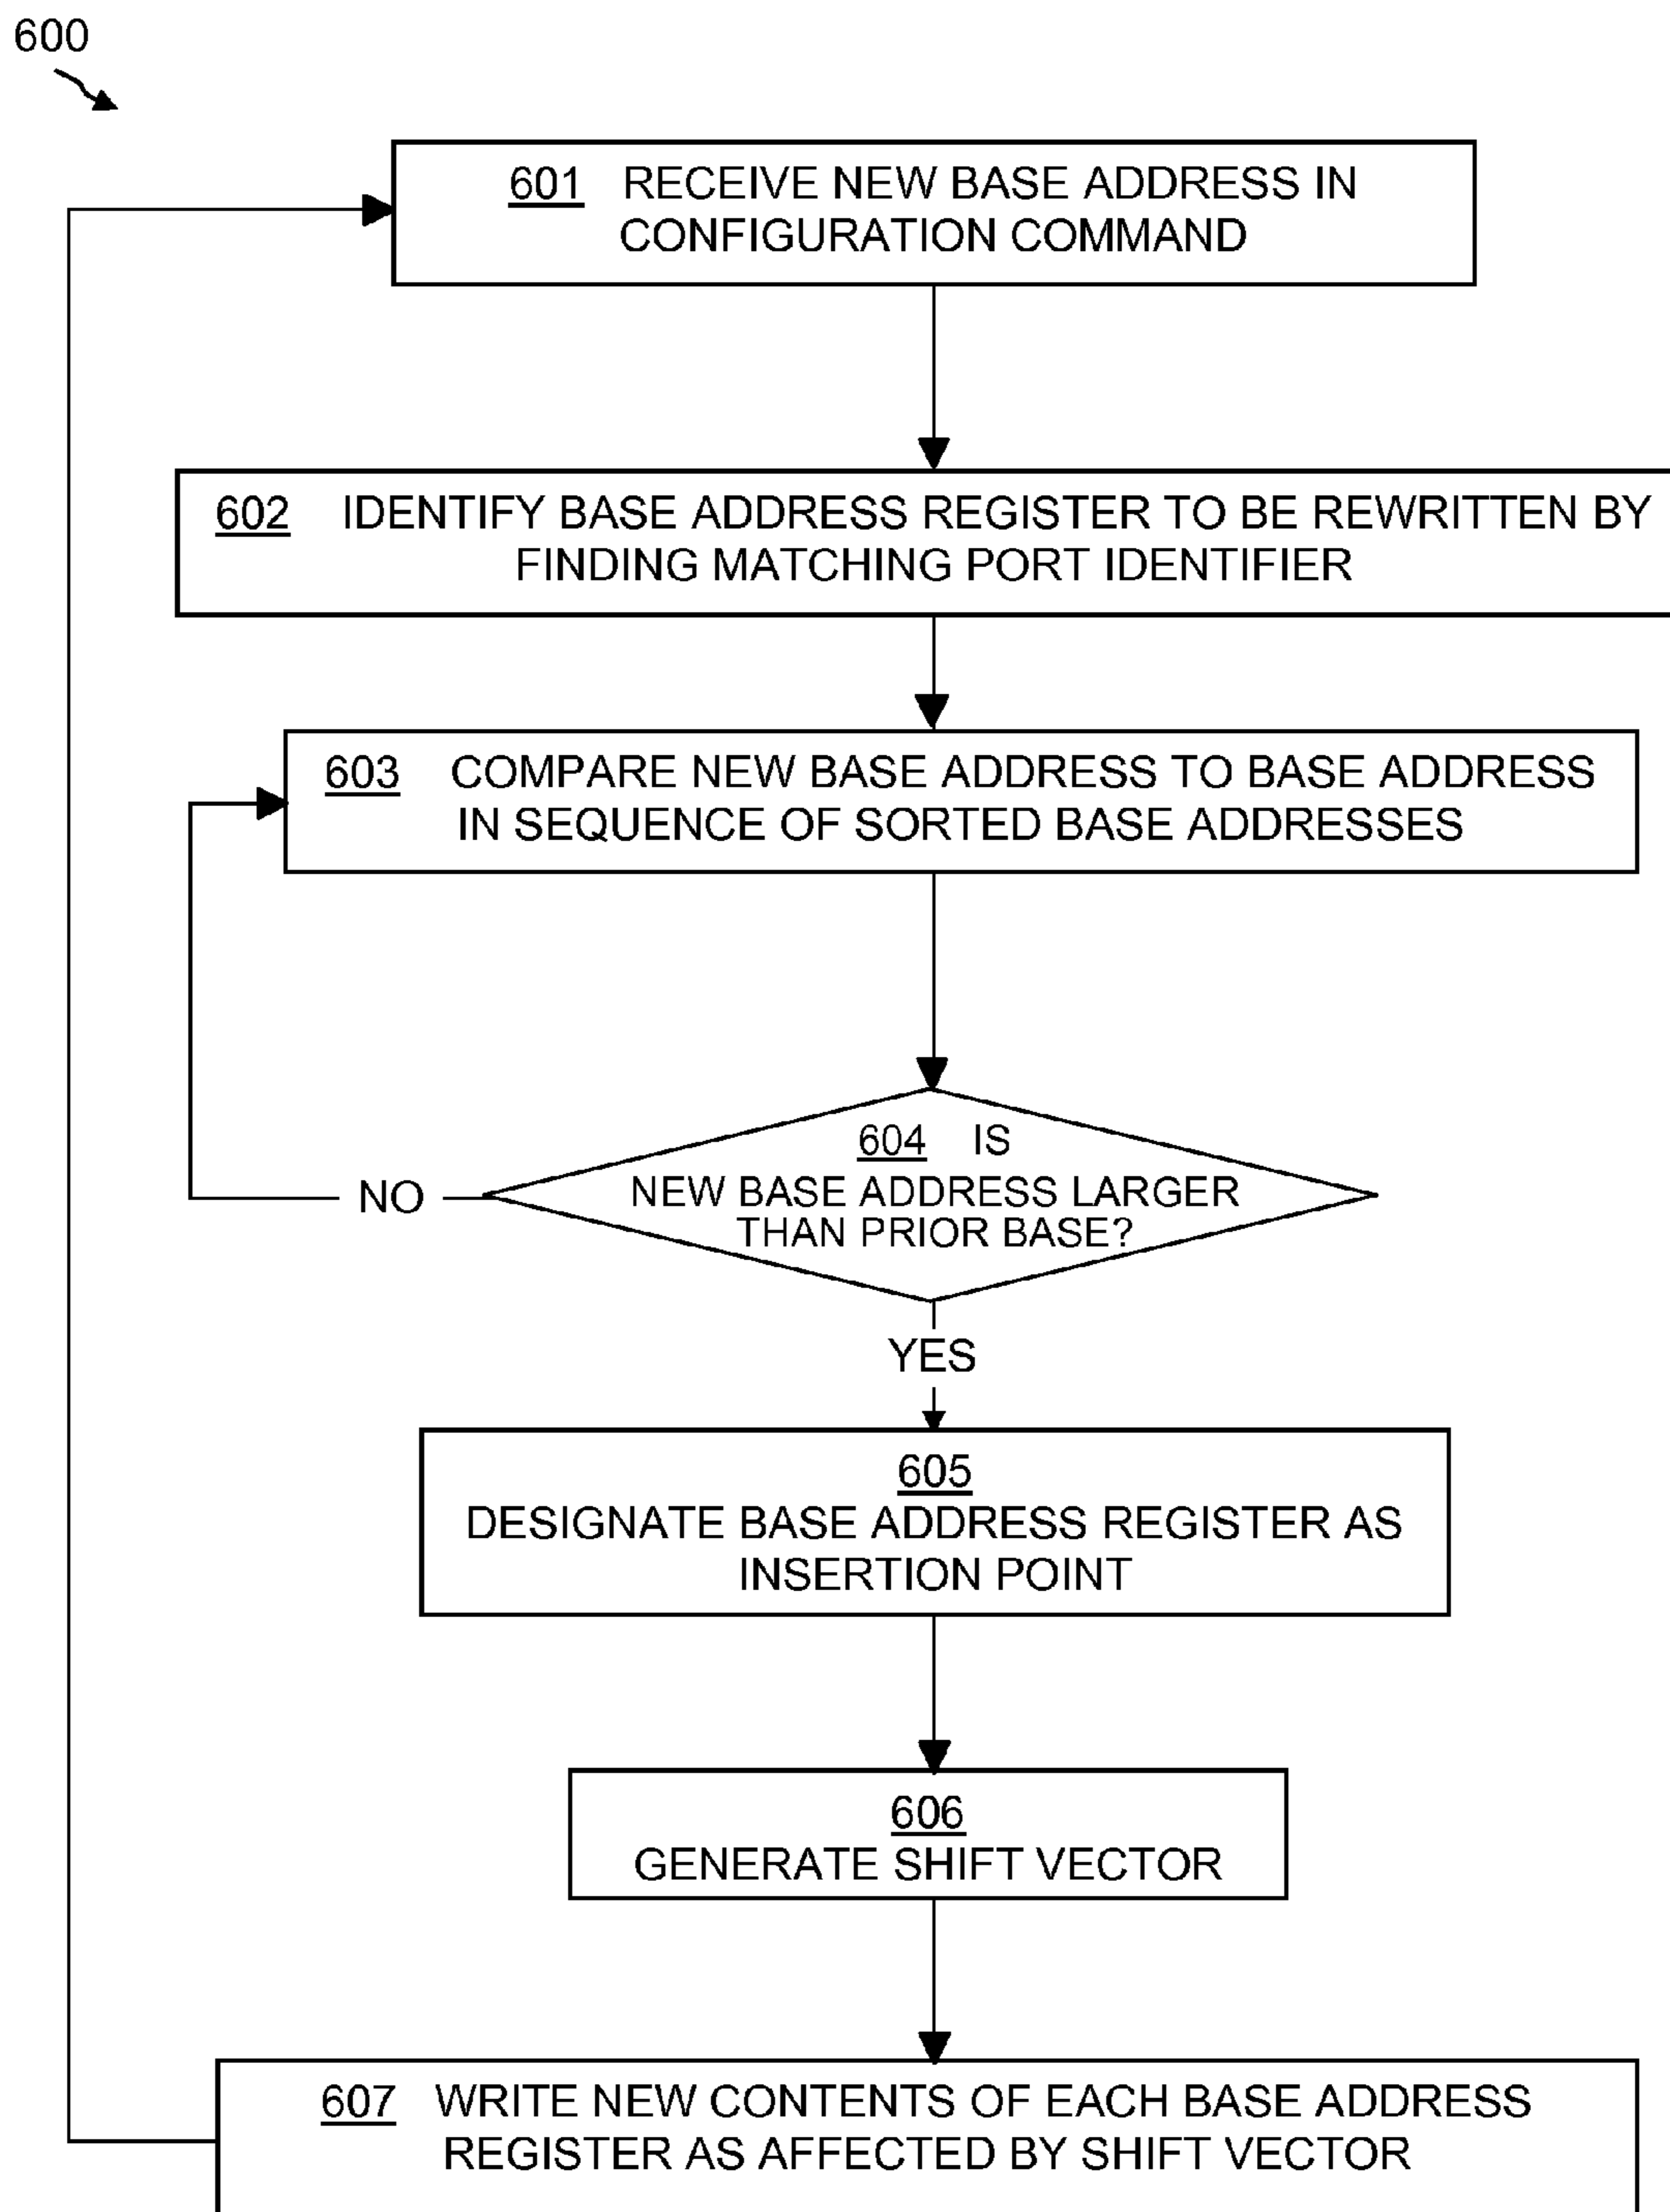 600
601 RECEIVE NEW BASE ADDRESS IN
CONFIGURATION COMMAND
602 IDENTIFY BASE ADDRESS REGISTER TO BE REWRITTEN BY
FINDING MATCHING PORT IDENTIFIER
603 COMPARE NEW BASE ADDRESS TO BASE ADDRESS
IN SEQUENCE OF SORTED BASE ADDRESSES
604 IS
NEW BASE ADDRESS LARGER
THAN PRIOR BASE?
NO
YES
605
DESIGNATE BASE ADDRESS REGISTER AS
INSERTION POINT
606
GENERATE SHIFT VECTOR
607 WRITE NEW CONTENTS OF EACH BASE ADDRESS
REGISTER AS AFFECTED BY SHIFT VECTOR